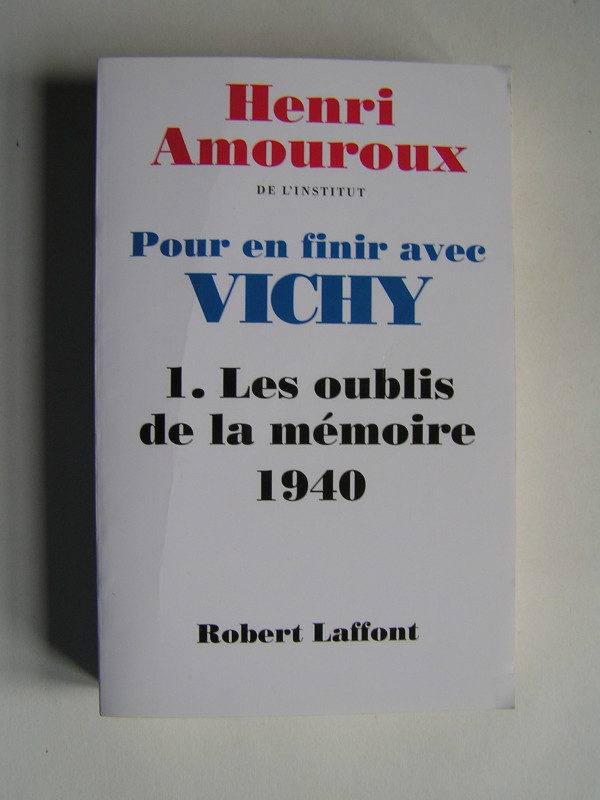 Henri
Amouroux
DE L'INSTITUT
Pour en finir avec
VICHY
1. Les oublis
de la mémoire
1940
Robert Laffont